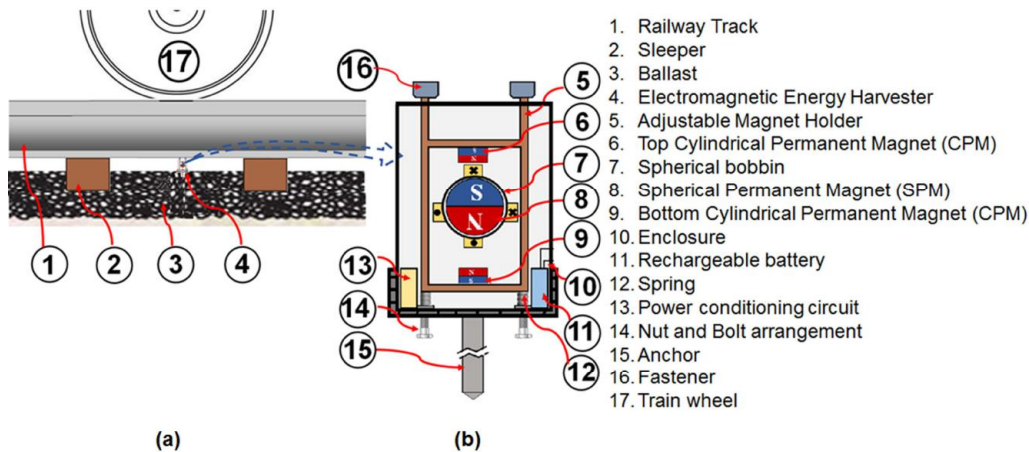 17
16
1
2
3
4
S
N
N
S
13
14
15
5
6
7
8
9
10
11
12
1. Railway Track
2. Sleeper
3. Ballast
4. Electromagnetic Energy Harvester
5. Adjustable Magnet Holder
6. Top Cylindrical Permanent Magnet (CPM)
7. Spherical bobbin
8. Spherical Permanent Magnet (SPM)
9. Bottom Cylindrical Permanent Magnet (CPM)
10. Enclosure
11. Rechargeable battery
12. Spring
13. Power conditioning circuit
14. Nut and Bolt arrangement
15. Anchor
16. Fastener
17. Train wheel
(a)
(b)